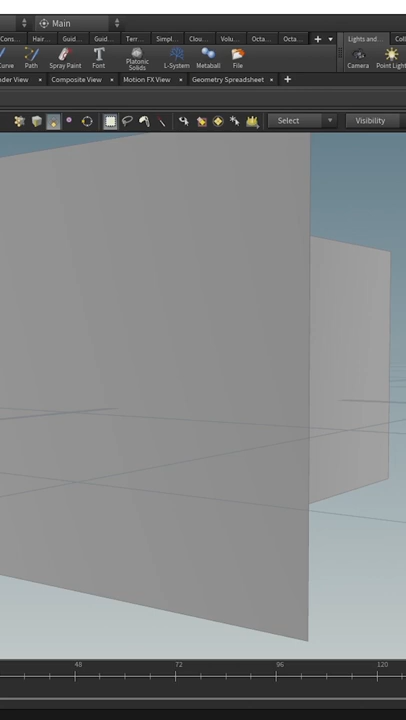 Main
Cons... Hair... Guid... Guid... Terr... Simpl... Clou... Volu... Octa... Octa... Lights and...
Curve Path Spray Paint Font Platonic Solids L-System Metaball File Camera Point Ligh
nder View Composite View Motion FX View Geometry Spreadsheet
Select Visibility
48 72 96 120